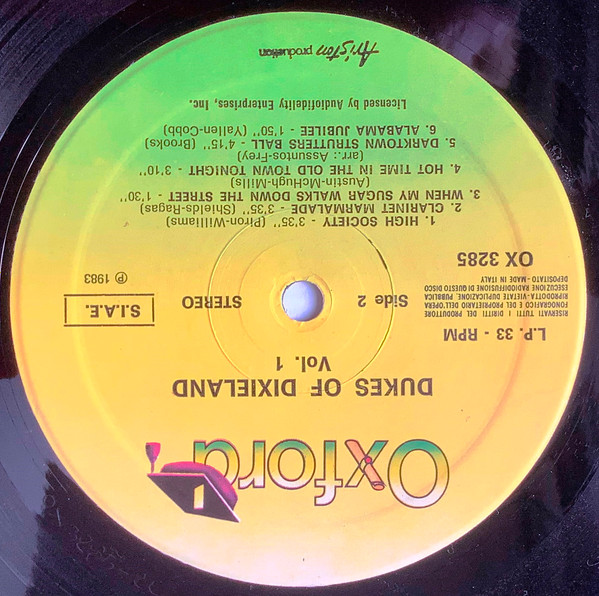 Oxford
DUKES OF DIXIELAND
Vol. 1
L.P. 33 - RPM
RISERVATI TUTTI I DIRITTI DEL PRODUTTORE
FONOGRAFICO E DEL PROPRIETARIO DELL'OPERA
RIPRODOTTA - VIETATE DUPLICAZIONE, PUBBLICA
ESECUZIONE E RADIODIFFUSIONE DI QUESTO DISCO
DEPOSITATO - MADE IN ITALY
OX 3285
Side 2
STEREO
S.I.A.E.
℗ 1983
1. HIGH SOCIETY - 3'35" (Piron-Williams)
2. CLARINET MARMALADE - 3'35" (Shields-Ragas)
3. WHEN MY SUGAR WALKS DOWN THE STREET - 1'30"
(Austin-McHugh-Mills)
4. HOT TIME IN THE OLD TOWN TONIGHT - 3'10"
(arr.: Assuntos-Frey)
5. DARKTOWN STRUTTERS BALL - 4'15" (Brooks)
6. ALABAMA JUBILEE - 1'50" (Yallen-Cobb)
Licensed by Audiofidelity Enterprises, Inc.
Ariston production